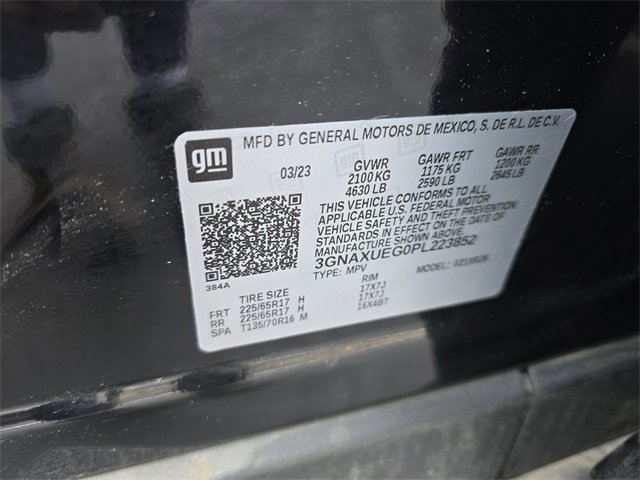 gm MFD BY GENERAL MOTORS DE MEXICO, S. DE R.L. DE C.V.
03/23 GVWR GAWR FRT GAWR RR
2100 KG 1175 KG 1200 KG
4630 LB 2590 LB 2645 LB
THIS VEHICLE CONFORMS TO ALL
APPLICABLE U.S. FEDERAL MOTOR
VEHICLE SAFETY AND THEFT PREVENTION
STANDARDS IN EFFECT ON THE DATE OF
MANUFACTURE SHOWN ABOVE.
3GNAXUEG0PL223852
TYPE: MPV MODEL:
384A
TIRE SIZE RIM
FRT 225/65R17 H 17X7J
RR 225/65R17 H 17X7J
SPA T135/70R16 M 16X4BT